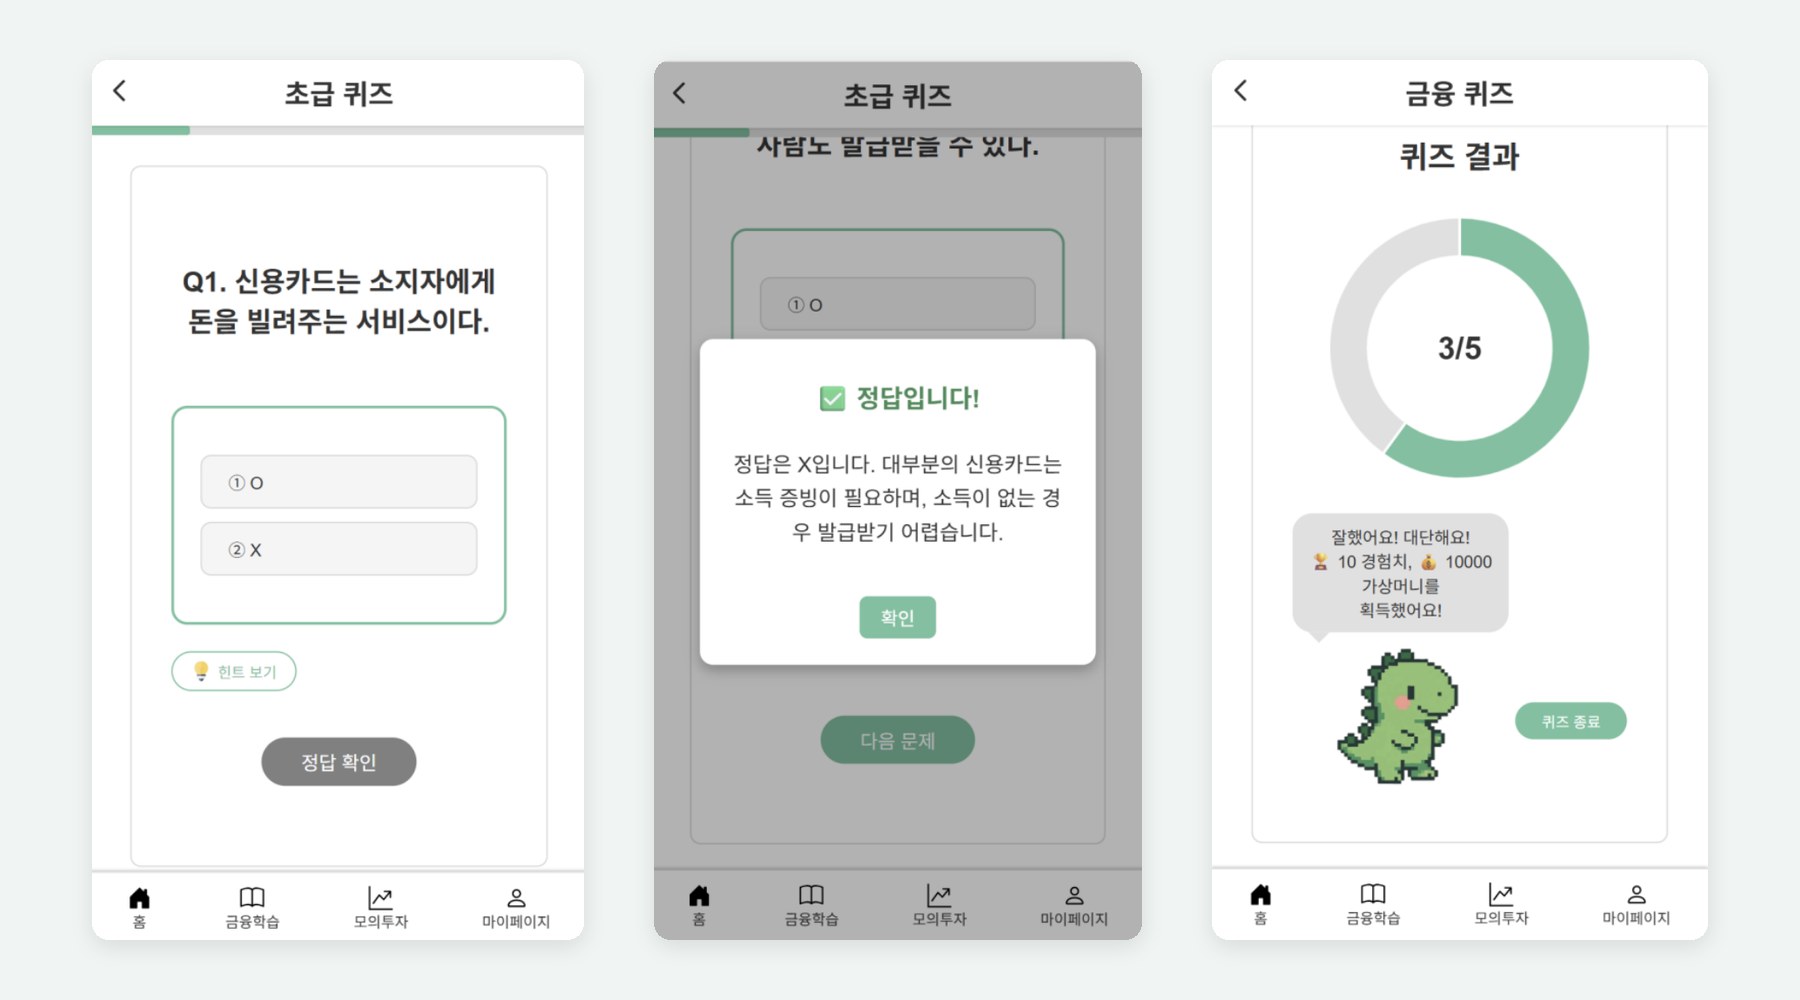 초급 퀴즈
Q1. 신용카드는 소지자에게
돈을 빌려주는 서비스이다.
① O
② X
힌트 보기
정답 확인
홈
금융학습
모의투자
마이페이지
초급 퀴즈
사람도 발급받을 수 있다.
① O
정답입니다!
정답은 X입니다. 대부분의 신용카드는
소득 증빙이 필요하며, 소득이 없는 경
우 발급받기 어렵습니다.
확인
다음 문제
홈
금융학습
모의투자
마이페이지
금융 퀴즈
퀴즈 결과
3/5
잘했어요! 대단해요!
10 경험치, 10000
가상머니를
획득했어요!
퀴즈 종료
홈
금융학습
모의투자
마이페이지